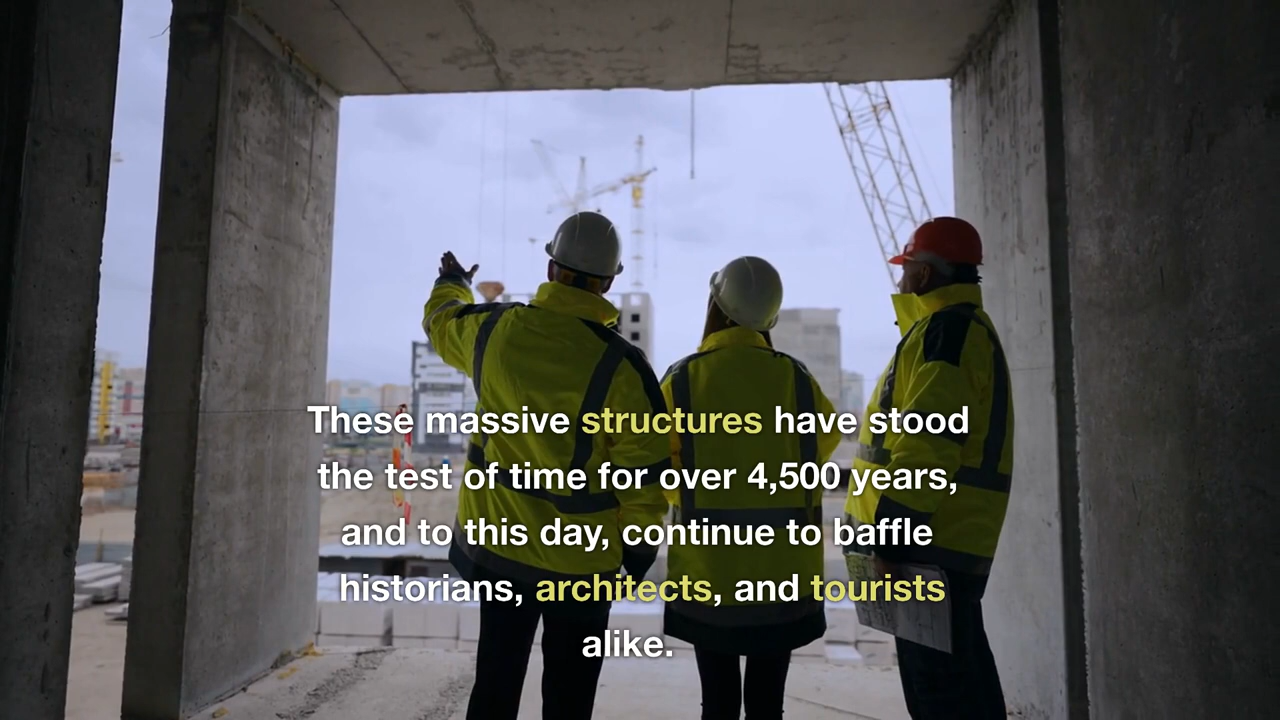 These massive structures have stood
the test of time for over 4,500 years,
and to this day, continue to baffle
historians, architects, and tourists
alike.